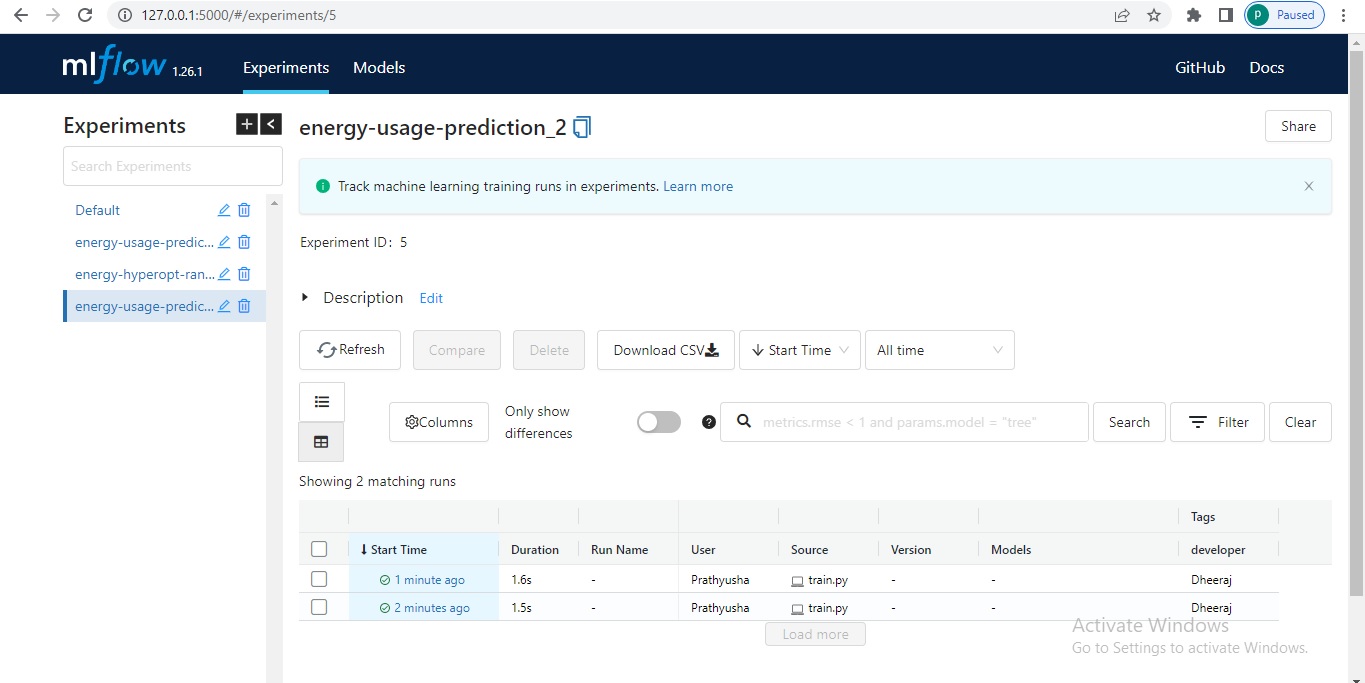 127.0.0.1:5000/#/experiments/5
P Paused
mlflow 1.26.1 Experiments Models GitHub Docs
Experiments
Search Experiments
Default
energy-usage-predic...
energy-hyperopt-ran...
energy-usage-predic...
energy-usage-prediction_2
Share
Track machine learning training runs in experiments. Learn more
Experiment ID: 5
Description Edit
Refresh Compare Delete Download CSV Start Time All time
Columns
Only show
differences
metrics.rmse < 1 and params.model = "tree" Search Filter Clear
Showing 2 matching runs
Tags
Start Time Duration Run Name User Source Version Models developer
1 minute ago 1.6s - Prathyusha train.py - - Dheeraj
2 minutes ago 1.5s - Prathyusha train.py - - Dheeraj
Load more
Activate Windows
Go to Settings to activate Windows.